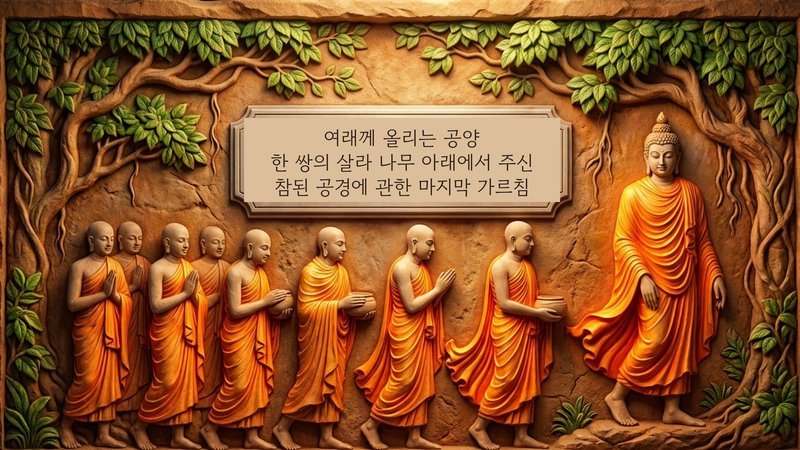 여래께 올리는 공양
한 쌍의 살라 나무 아래에서 주신
참된 공경에 관한 마지막 가르침